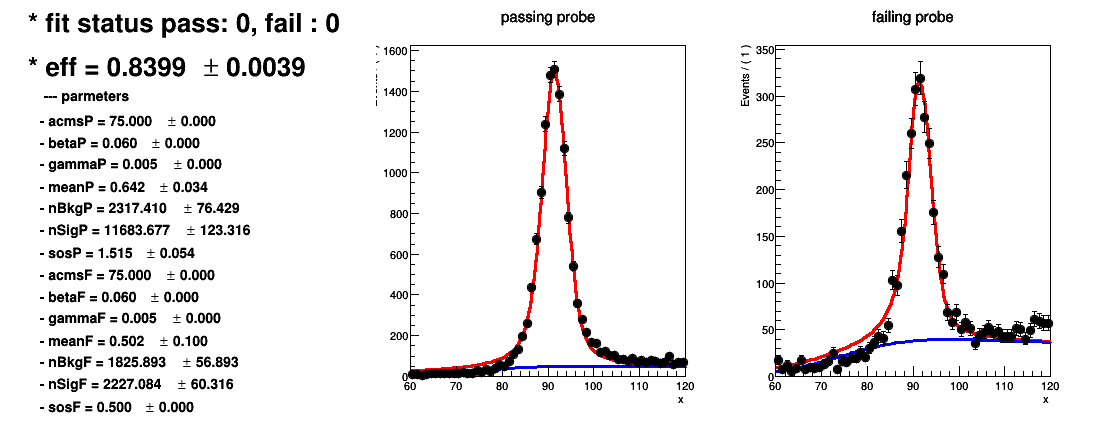 * fit status pass: 0, fail : 0
* eff = 0.8399 ± 0.0039
--- parmeters
- acmsP = 75.000 ± 0.000
- betaP = 0.060 ± 0.000
- gammaP = 0.005 ± 0.000
- meanP = 0.642 ± 0.034
- nBkgP = 2317.410 ± 76.429
- nSigP = 11683.677 ± 123.316
- sosP = 1.515 ± 0.054
- acmsF = 75.000 ± 0.000
- betaF = 0.060 ± 0.000
- gammaF = 0.005 ± 0.000
- meanF = 0.502 ± 0.100
- nBkgF = 1825.893 ± 56.893
- nSigF = 2227.084 ± 60.316
- sosF = 0.500 ± 0.000
passing probe
1600
1400
1200
1000
800
600
400
200
0
60 70 80 90 100 110 120
x
failing probe
Events / ( 1 )
350
300
250
200
150
100
50
0
60 70 80 90 100 110 120
x